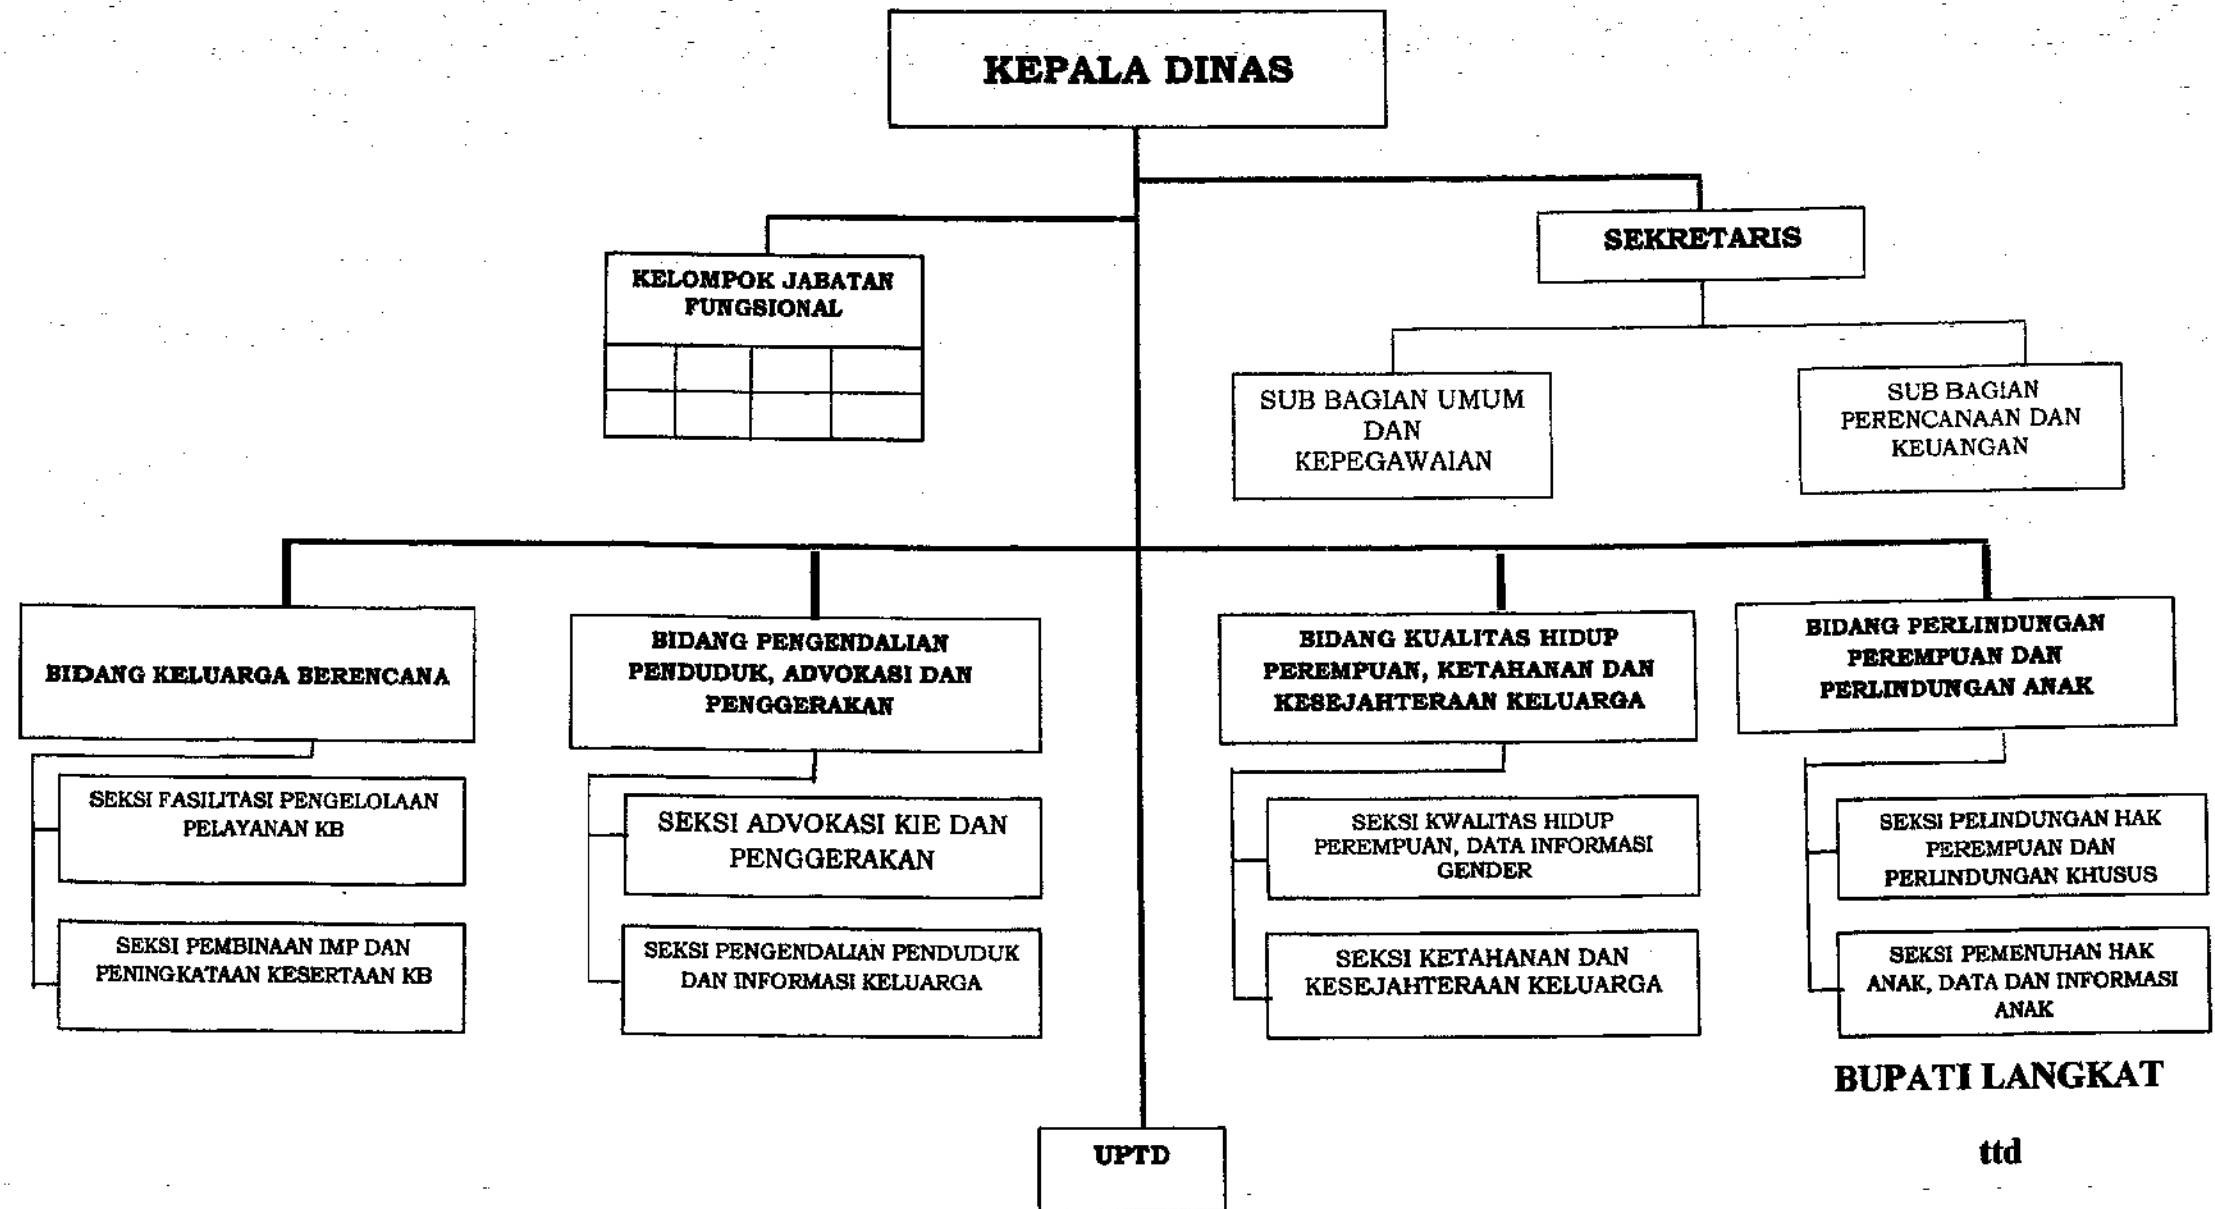 KEPALA DINAS
SEKRETARIS
KELOMPOK JABATAN
FUNGSIONAL
SUB BAGIAN UMUM
DAN
KEPEGAWAIAN
SUB BAGIAN
PERENCANAAN DAN
KEUANGAN
BIDANG KELUARGA BERENCANA
BIDANG PENGENDALIAN
PENDUDUK, ADVOKASI DAN
PENGGERAKAN
BIDANG KUALITAS HIDUP
PEREMPUAN, KETAHANAN DAN
KESEJAHTERAAN KELUARGA
BIDANG PERLINDUNGAN
PEREMPUAN DAN
PERLINDUNGAN ANAK
SEKSI FASILITASI PENGELOLAAN
PELAYANAN KB
SEKSI ADVOKASI KIE DAN
PENGGERAKAN
SEKSI KWALITAS HIDUP
PEREMPUAN, DATA INFORMASI
GENDER
SEKSI PELINDUNGAN HAK
PEREMPUAN DAN
PERLINDUNGAN KHUSUS
SEKSI PEMBINAAN IMP DAN
PENINGKATAAN KESERTAAN KB
SEKSI PENGENDALIAN PENDUDUK
DAN INFORMASI KELUARGA
SEKSI KETAHANAN DAN
KESEJAHTERAAN KELUARGA
SEKSI PEMENUHAN HAK
ANAK, DATA DAN INFORMASI
ANAK
BUPATI LANGKAT
UPTD
ttd